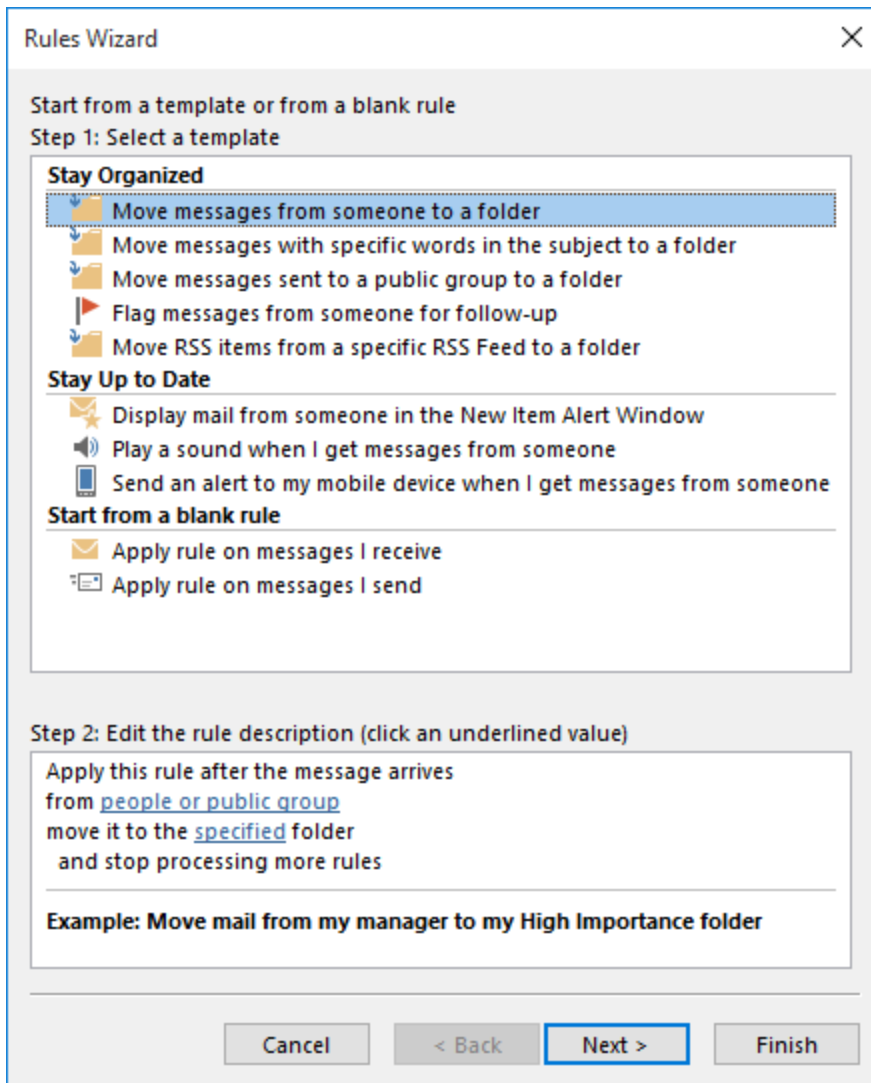 Rules Wizard
Start from a template or from a blank rule
Step 1: Select a template
Stay Organized
Move messages from someone to a folder
Move messages with specific words in the subject to a folder
Move messages sent to a public group to a folder
Flag messages from someone for follow-up
Move RSS items from a specific RSS Feed to a folder
Stay Up to Date
Display mail from someone in the New Item Alert Window
Play a sound when I get messages from someone
Send an alert to my mobile device when I get messages from someone
Start from a blank rule
Apply rule on messages I receive
Apply rule on messages I send
Step 2: Edit the rule description (click an underlined value)
Apply this rule after the message arrives
from people or public group
move it to the specified folder
and stop processing more rules
Example: Move mail from my manager to my High Importance folder
Cancel < Back Next > Finish